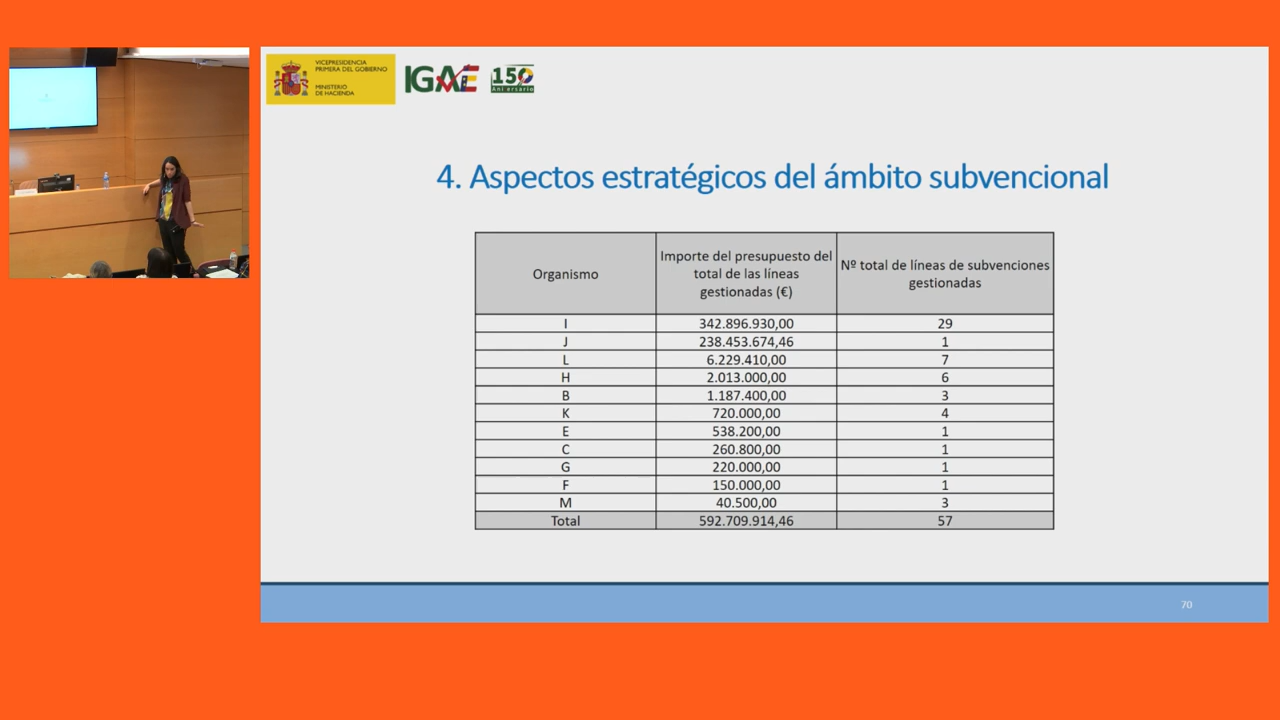 VICEPRESIDENCIA
PRIMERA DEL GOBIERNO
MINISTERIO
DE HACIENDA
IGAE
150
Aniversario
4. Aspectos estratégicos del ámbito subvencional
Organismo
Importe del presupuesto del
total de las líneas
gestionadas (€)
Nº total de líneas de subvenciones
gestionadas
I 342.896.930,00 29
J 238.453.674,46 1
L 6.229.410,00 7
H 2.013.000,00 6
B 1.187.400,00 3
K 720.000,00 4
E 538.200,00 1
C 260.800,00 1
G 220.000,00 1
F 150.000,00 1
M 40.500,00 3
Total 592.709.914,46 57
70